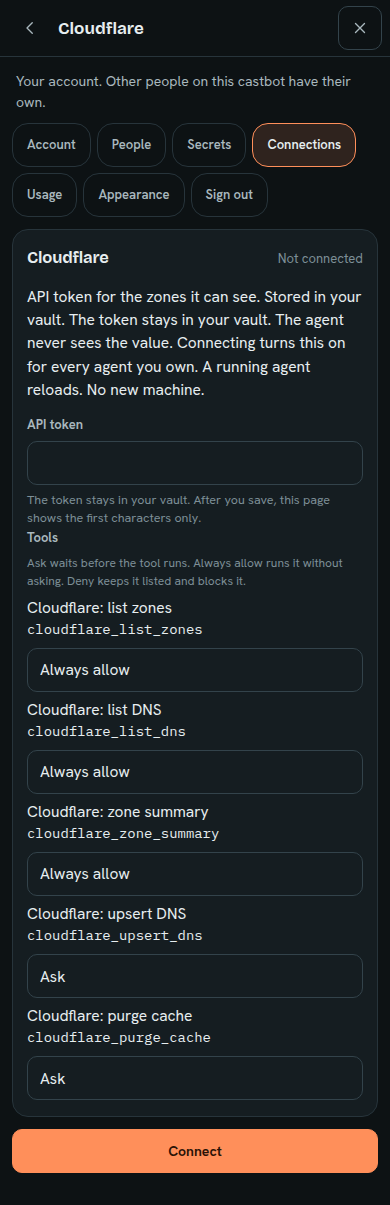 Cloudflare
Your account. Other people on this castbot have their
own.
Account
People
Secrets
Connections
Usage
Appearance
Sign out
Cloudflare
Not connected
API token for the zones it can see. Stored in your
vault. The token stays in your vault. The agent
never sees the value. Connecting turns this on
for every agent you own. A running agent
reloads. No new machine.
API token
The token stays in your vault. After you save, this page
shows the first characters only.
Tools
Ask waits before the tool runs. Always allow runs it without
asking. Deny keeps it listed and blocks it.
Cloudflare: list zones
cloudflare_list_zones
Always allow
Cloudflare: list DNS
cloudflare_list_dns
Always allow
Cloudflare: zone summary
cloudflare_zone_summary
Always allow
Cloudflare: upsert DNS
cloudflare_upsert_dns
Ask
Cloudflare: purge cache
cloudflare_purge_cache
Ask
Connect